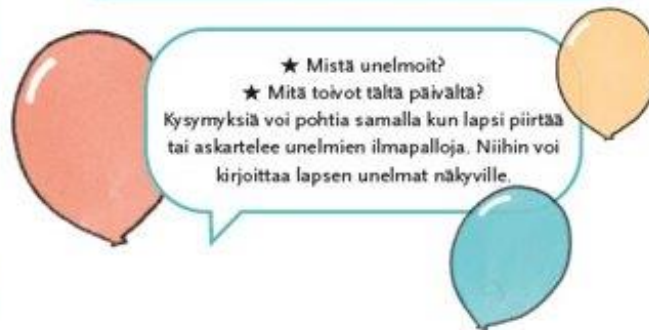 ★ Mistä unelmoit?
★ Mitä toivot tältä päivältä?
Kysymyksiä voi pohtia samalla kun lapsi piirtää
tai askartelee unelmien ilmapalloja. Niihin voi
kirjoittaa lapsen unelmat näkyville.